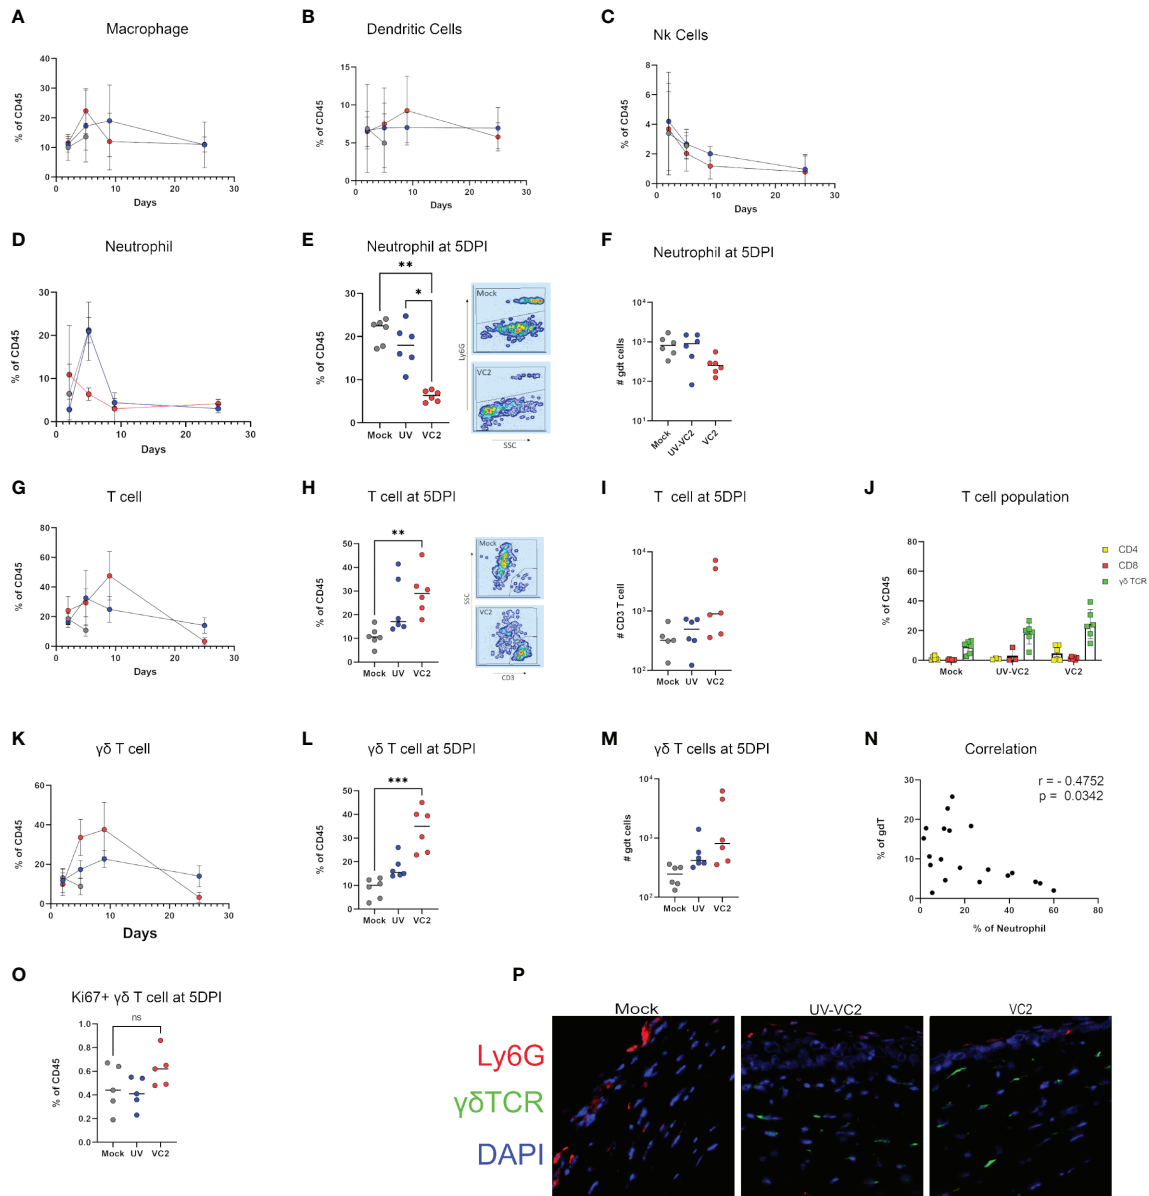 A
Macrophage
% of CD45
40
30
20
10
0
0 10 20 30
Days
B
Dendritic Cells
% of CD45
15
10
5
0
0 10 20 30
Days
C
Nk Cells
% of CD45
8
6
4
2
0
0 10 20 30
Days
D
Neutrophil
% of CD45
30
20
10
0
0 10 20 30
Days
E
Neutrophil at 5DPI
**
*
% of CD45
30
20
10
0
Mock UV VC2
Mock
VC2
Ly6G
SSC
F
Neutrophil at 5DPI
# gdt cells
10⁴
10³
10²
10¹
Mock UV-VC2 VC2
G
T cell
% of CD45
80
60
40
20
0
0 10 20 30
Days
H
T cell at 5DPI
**
% of CD45
50
40
30
20
10
0
Mock UV VC2
Mock
VC2
SSC
CD3
I
T cell at 5DPI
# CD3 T cell
10⁴
10³
10²
Mock UV VC2
J
T cell population
% of CD45
80
60
40
20
0
Mock UV-VC2 VC2
CD4
CD8
γδ TCR
K
γδ T cell
% of CD45
60
40
20
0
0 10 20 30
Days
L
γδ T cell at 5DPI
***
% of CD45
50
40
30
20
10
0
Mock UV VC2
M
γδ T cells at 5DPI
# gdt cells
10⁴
10³
10²
Mock UV VC2
N
Correlation
r = - 0.4752
p = 0.0342
% of gdT
30
20
10
0
0 20 40 60 80
% of Neutrophil
O
Ki67+ γδ T cell at 5DPI
ns
% of CD45
1.0
0.8
0.6
0.4
0.2
0.0
Mock UV VC2
P
Mock UV-VC2 VC2
Ly6G
γδTCR
DAPI